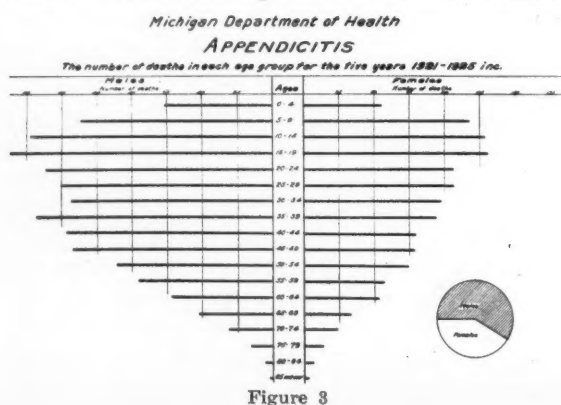 Michigan Department of Health
APPENDICITIS
The number of deaths in each age group for the five years 1921-1925 inc.
Males Ages Females
Number of deaths Number of deaths
0-4
5-9
10-14
15-19
20-24
25-29
30-34
35-39
40-44
45-49
50-54
55-59
60-64
65-69
70-74
75-79
80-84
85 & over
Males
Females
Figure 3